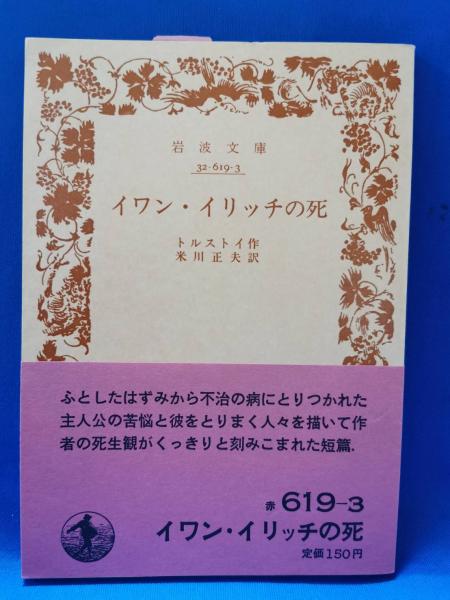 岩波文庫
32-619-3
イワン・イリッチの死
トルストイ作
米川正夫訳
ふとしたはずみから不治の病にとりつかれた
主人公の苦悩と彼をとりまく人々を描いて作
者の死生観がくっきりと刻みこまれた短篇.
赤 619-3
イワン・イリッチの死
定価150円